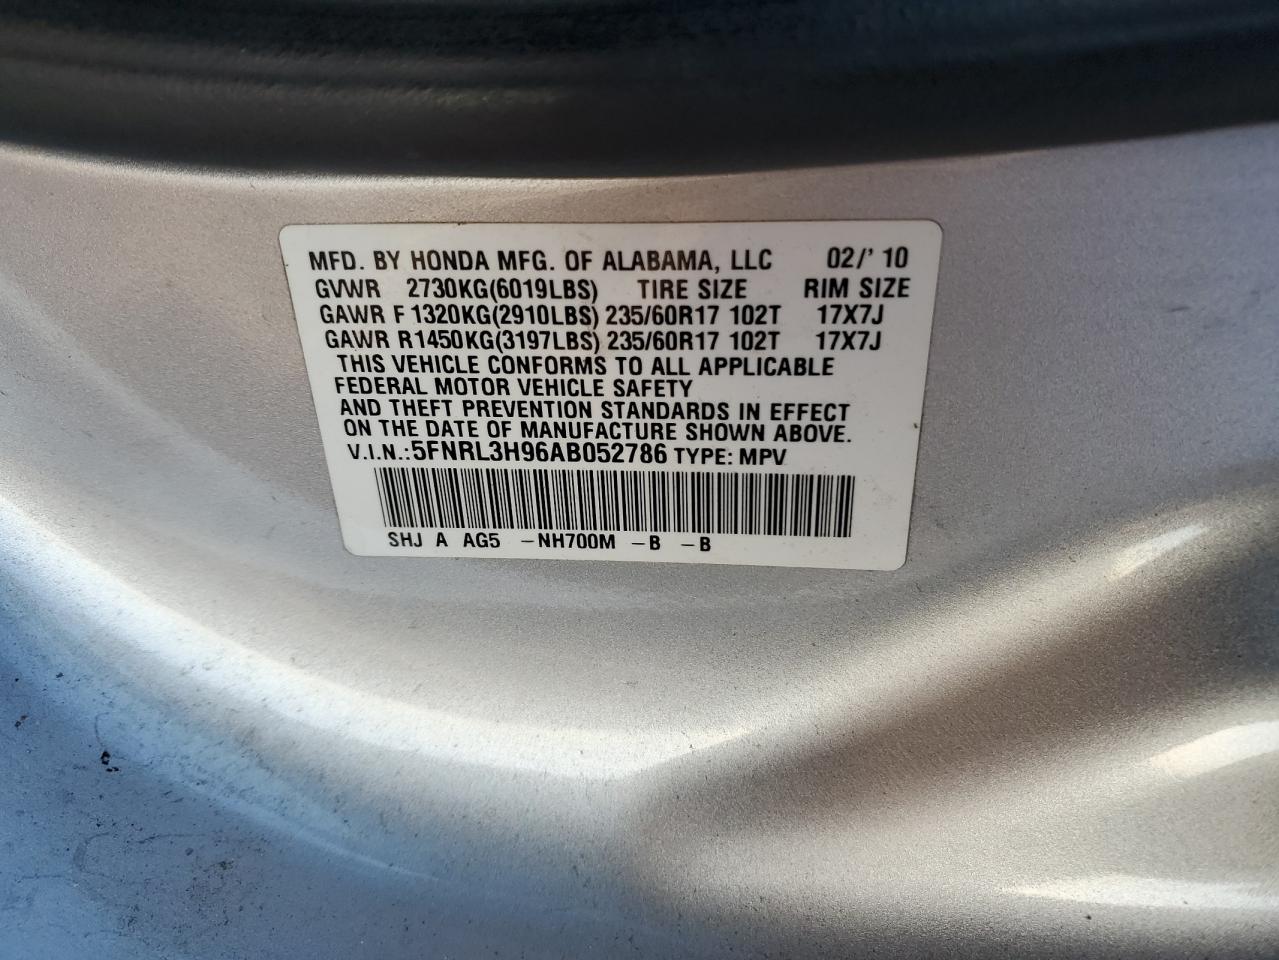 MFD. BY HONDA MFG. OF ALABAMA, LLC 02/' 10
GVWR 2730KG(6019LBS) TIRE SIZE RIM SIZE
GAWR F 1320KG(2910LBS) 235/60R17 102T 17X7J
GAWR R1450KG(3197LBS) 235/60R17 102T 17X7J
THIS VEHICLE CONFORMS TO ALL APPLICABLE
FEDERAL MOTOR VEHICLE SAFETY
AND THEFT PREVENTION STANDARDS IN EFFECT
ON THE DATE OF MANUFACTURE SHOWN ABOVE.
V.I.N.:5FNRL3H96AB052786 TYPE: MPV
SHJ A AG5 -NH700M -B -B